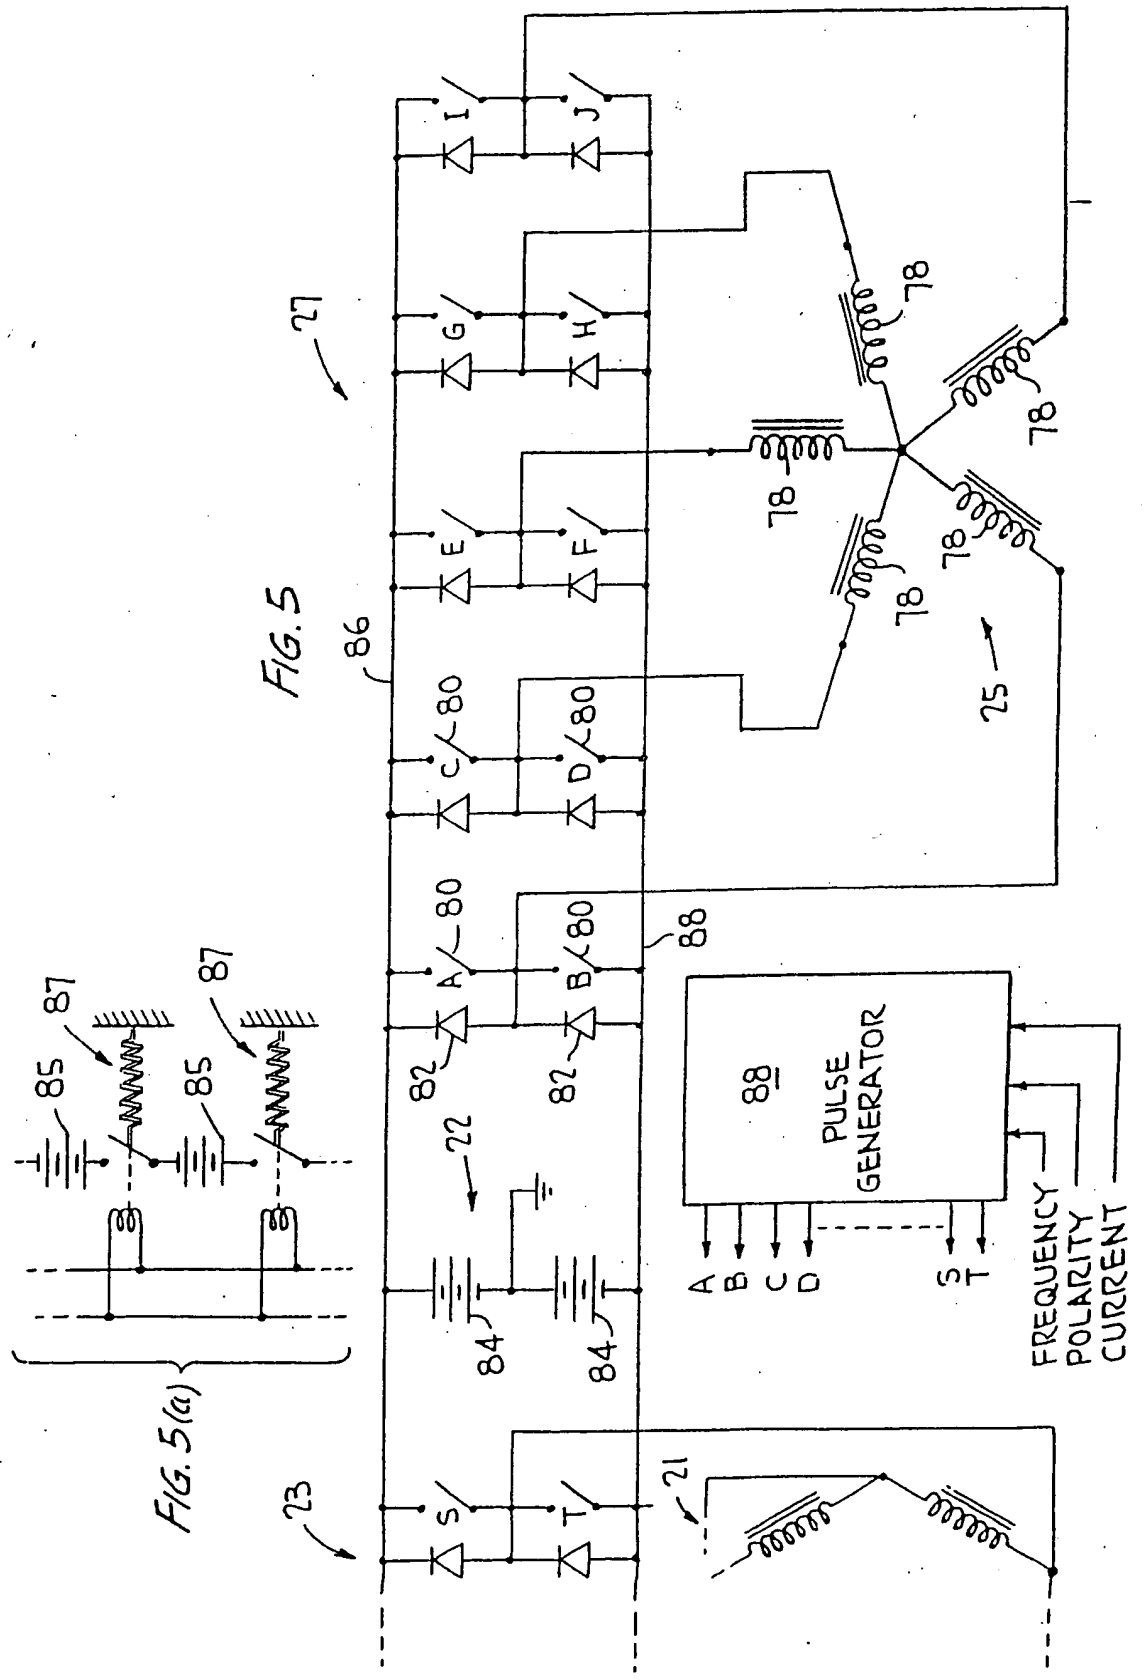 FIG. 5
FIG. 5(a)
85
87
85
87
23
22
86
27
S
T
84
84
82
A
80
82
B
80
88
C
80
D
80
E
F
G
H
I
J
21
A
B
C
D
S
T
88
PULSE
GENERATOR
FREQUENCY
POLARITY
CURRENT
25
78
78
78
78
78